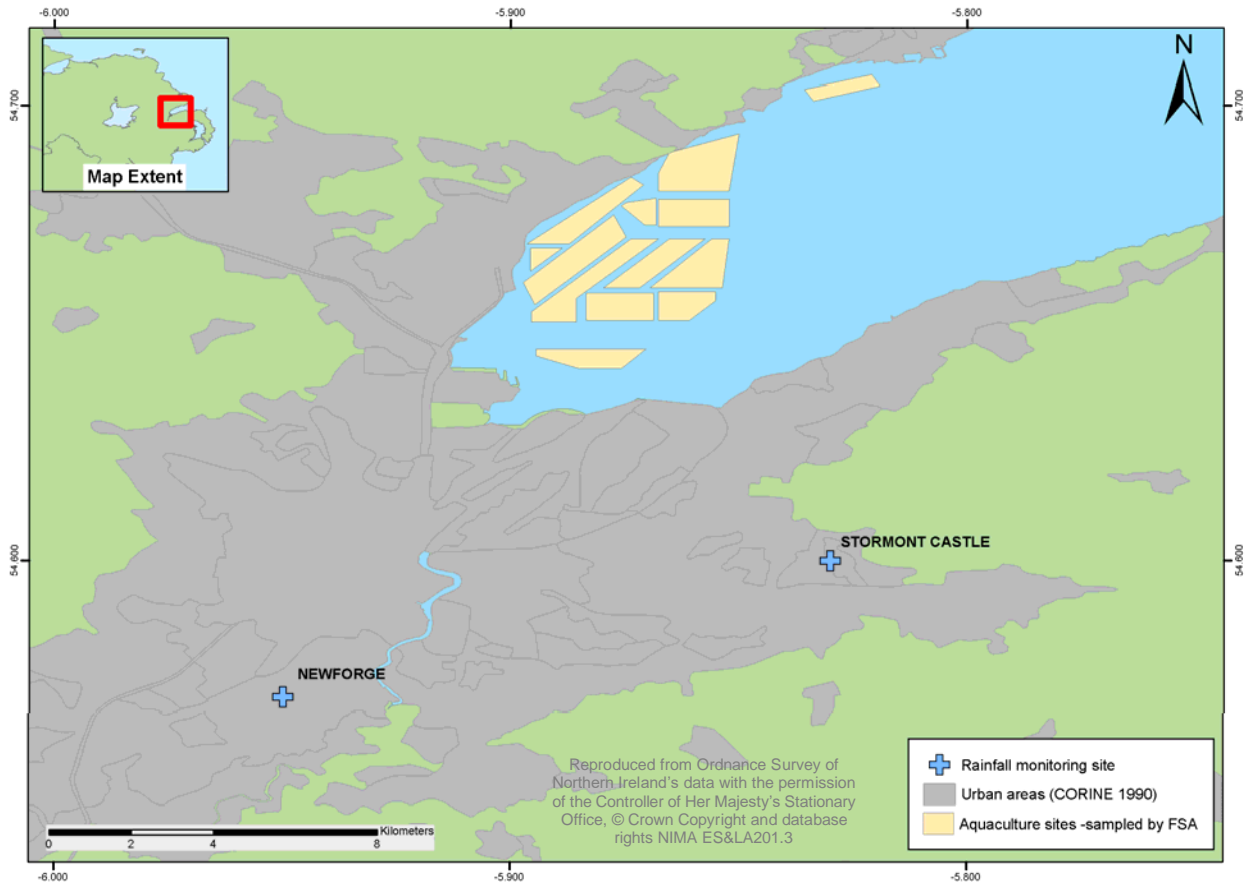 -6.000
-5.900
-5.800
N
54.700
54.700
Map Extent
54.600
54.600
STORMONT CASTLE
NEWFORGE
Reproduced from Ordnance Survey of
Northern Ireland's data with the permission
of the Controller of Her Majesty's Stationary
Office, © Crown Copyright and database
rights NIMA ES&LA201.3
Rainfall monitoring site
Urban areas (CORINE 1990)
Aquaculture sites -sampled by FSA
Kilometers
0 2 4 8
-6.000
-5.900
-5.800